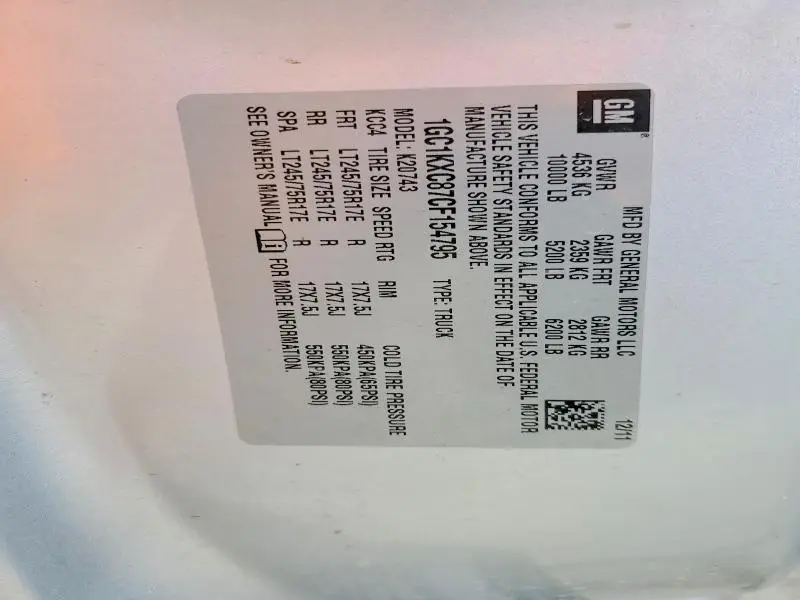 GM®
MFD BY GENERAL MOTORS LLC 12/11
GVWR GAWR FRT GAWR RR
4536 KG 2359 KG 2812 KG
10000 LB 5200 LB 6200 LB
THIS VEHICLE CONFORMS TO ALL APPLICABLE U.S. FEDERAL MOTOR
VEHICLE SAFETY STANDARDS IN EFFECT ON THE DATE OF
MANUFACTURE SHOWN ABOVE.
1GC1KXC87CF154795 TYPE: TRUCK
MODEL: K20743
KCC4 TIRE SIZE SPEED RTG RIM COLD TIRE PRESSURE
FRT LT245/75R17E R 17X7.5J 450KPA(65PSI)
RR LT245/75R17E R 17X7.5J 550KPA(80PSI)
SPA LT245/75R17E R 17X7.5J 550KPA(80PSI)
SEE OWNER'S MANUAL FOR MORE INFORMATION.